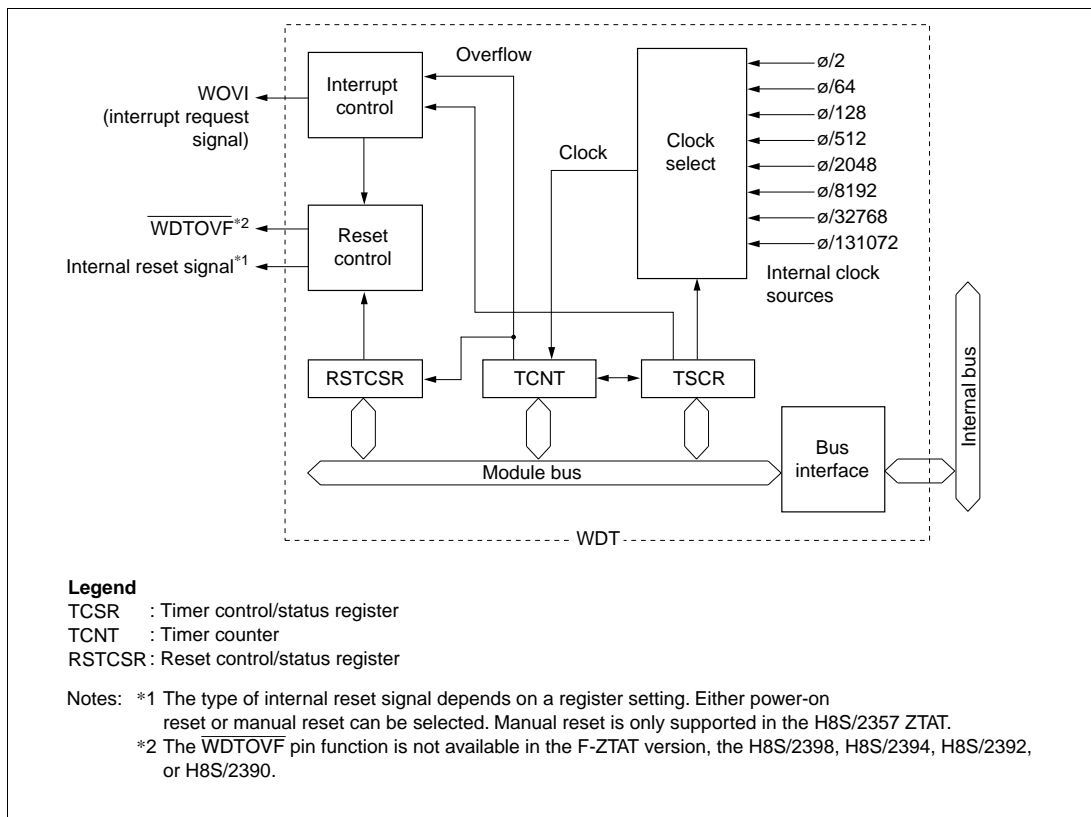 Overflow
Interrupt
control
WOVI
(interrupt request
signal)
Clock
Clock
select
ø/2
ø/64
ø/128
ø/512
ø/2048
ø/8192
ø/32768
ø/131072
Internal clock
sources
WDTOVF*2
Internal reset signal*1
Reset
control
RSTCSR
TCNT
TSCR
Module bus
Bus
interface
Internal bus
WDT
Legend
TCSR : Timer control/status register
TCNT : Timer counter
RSTCSR : Reset control/status register
Notes: *1 The type of internal reset signal depends on a register setting. Either power-on
reset or manual reset can be selected. Manual reset is only supported in the H8S/2357 ZTAT.
*2 The WDTOVF pin function is not available in the F-ZTAT version, the H8S/2398, H8S/2394, H8S/2392,
or H8S/2390.